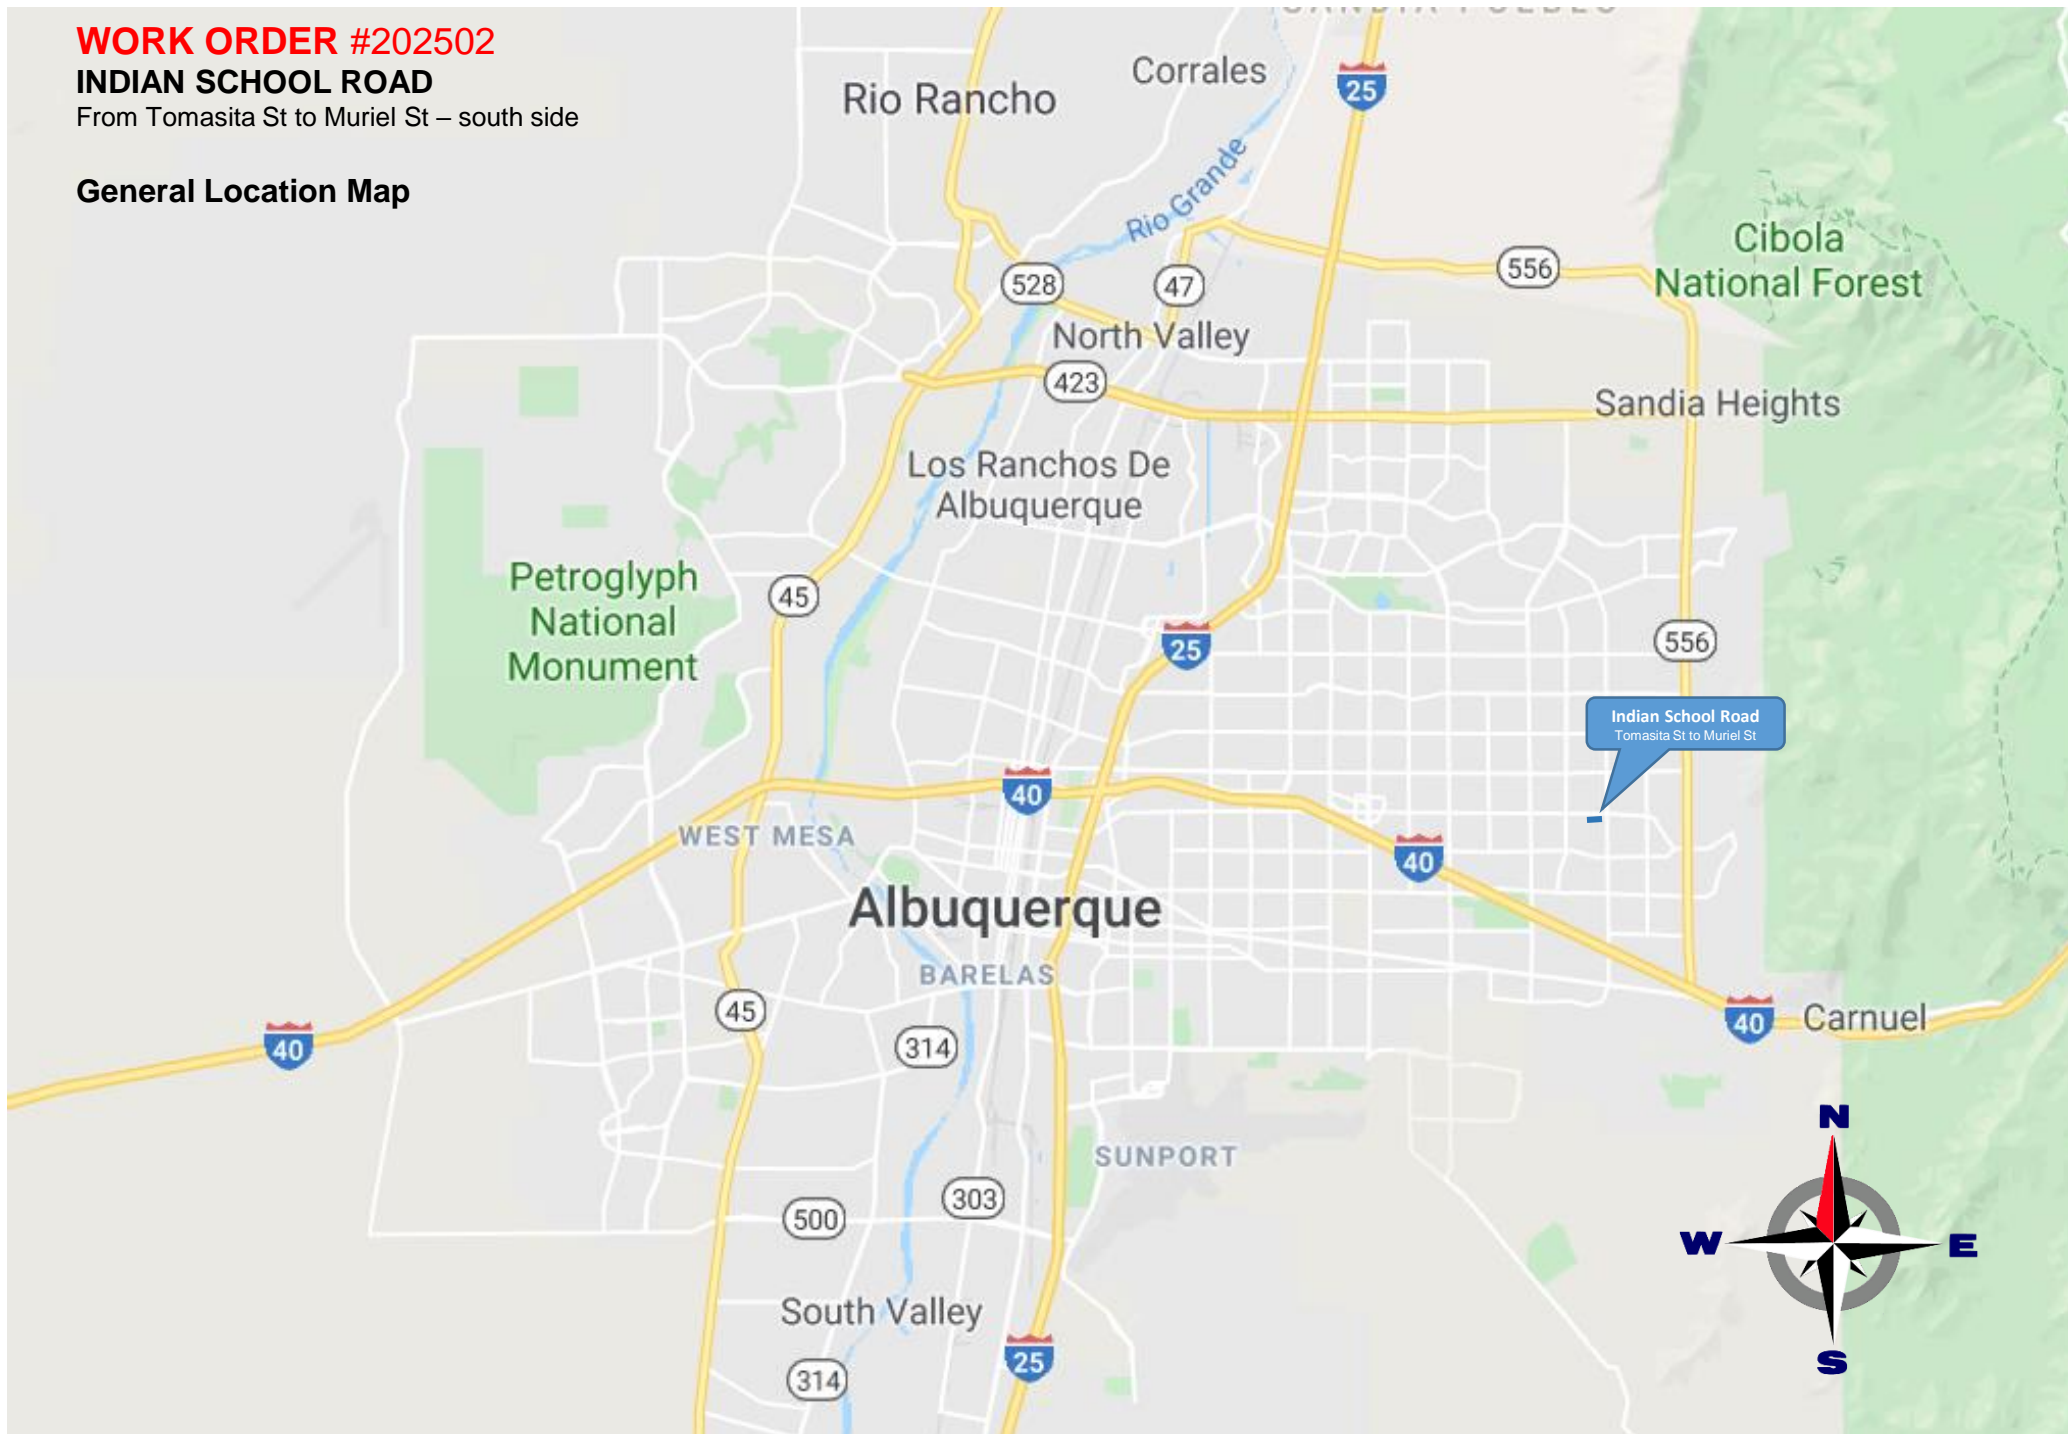 WORK ORDER #202502
INDIAN SCHOOL ROAD
From Tomasita St to Muriel St – south side
General Location Map
SANDIA PUEBLO
Corrales
Rio Rancho
25
Rio Grande
Cibola
National Forest
556
528
47
North Valley
423
Sandia Heights
Los Ranchos De
Albuquerque
Petroglyph
National
Monument
45
25
556
Indian School Road
Tomasita St to Muriel St
40
WEST MESA
40
Albuquerque
BARELAS
45
40
Carnuel
40
314
N
SUNPORT
303
500
W
E
South Valley
25
S
314